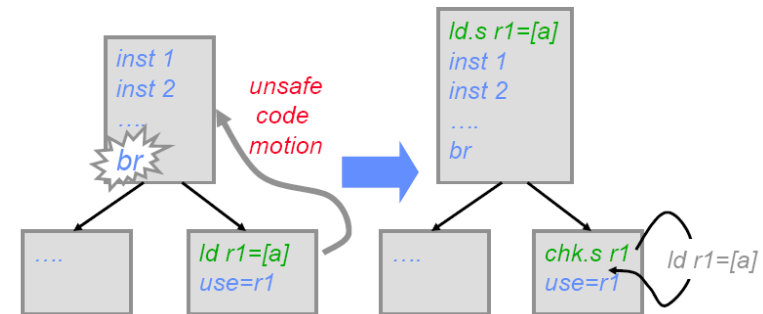 inst 1
inst 2
….
br
unsafe
code
motion
….
ld r1=[a]
use=r1
ld.s r1=[a]
inst 1
inst 2
….
br
….
chk.s r1
use=r1
ld r1=[a]